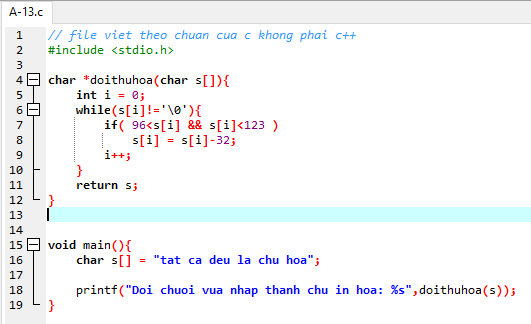 A-13.c
1 // file viet theo chuan cua c khong phai c++
2 #include <stdio.h>
3
4 char *doithuhoa(char s[]){
5 int i = 0;
6 while(s[i]!='\0'){
7 if( 96<s[i] && s[i]<123 )
8 s[i] = s[i]-32;
9 i++;
10 }
11 return s;
12 }
13
14
15 void main(){
16 char s[] = "tat ca deu la chu hoa";
17
18 printf("Doi chuoi vua nhap thanh chu in hoa: %s",doithuhoa(s));
19 }